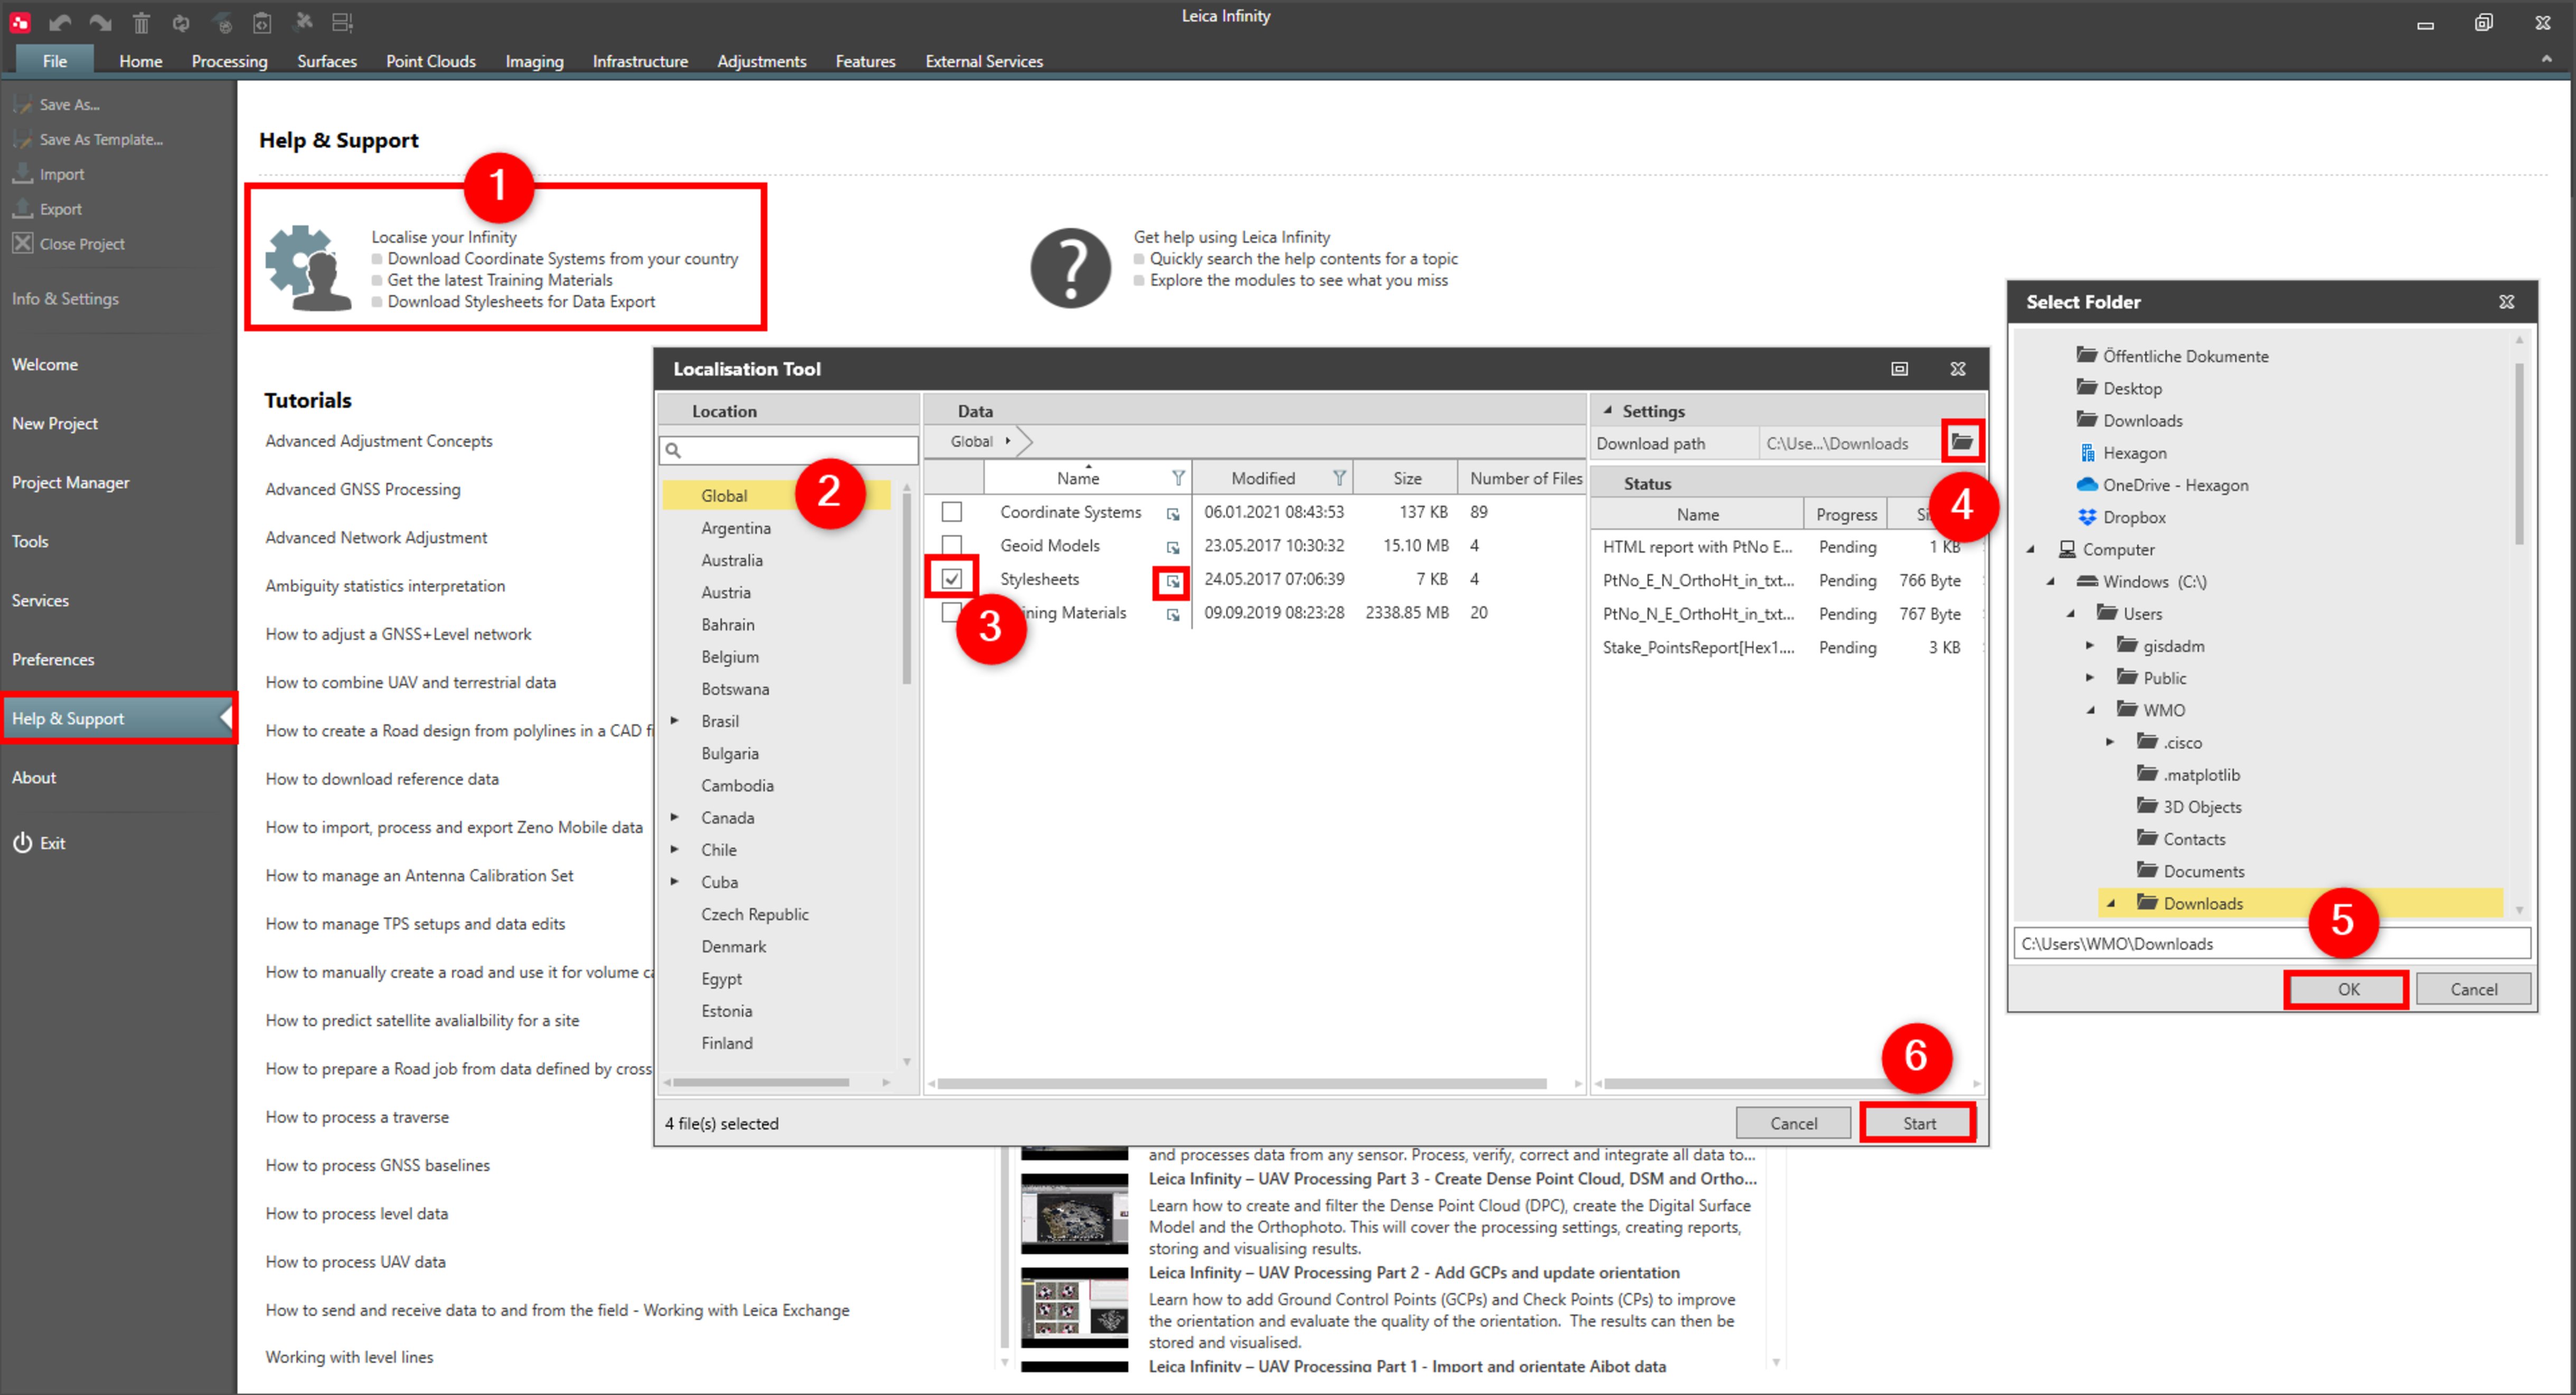 Leica Infinity
File
Home
Processing
Surfaces
Point Clouds
Imaging
Infrastructure
Adjustments
Features
External Services
Save As...
Save As Template...
Import
Export
Close Project
Info & Settings
Welcome
New Project
Project Manager
Tools
Services
Preferences
Help & Support
About
Exit
Help & Support
1
Localise your Infinity
Download Coordinate Systems from your country
Get the latest Training Materials
Download Stylesheets for Data Export
?
Get help using Leica Infinity
Quickly search the help contents for a topic
Explore the modules to see what you miss
Tutorials
Advanced Adjustment Concepts
Advanced GNSS Processing
Advanced Network Adjustment
Ambiguity statistics interpretation
How to adjust a GNSS+Level network
How to combine UAV and terrestrial data
How to create a Road design from polylines in a CAD fi
How to download reference data
How to import, process and export Zeno Mobile data
How to manage an Antenna Calibration Set
How to manage TPS setups and data edits
How to manually create a road and use it for volume ca
How to predict satellite avalialbility for a site
How to prepare a Road job from data defined by cross
How to process a traverse
How to process GNSS baselines
How to process level data
How to process UAV data
How to send and receive data to and from the field - Working with Leica Exchange
Working with level lines
Localisation Tool
Location
2
Global
Argentina
Australia
Austria
Bahrain
Belgium
Botswana
Brasil
Bulgaria
Cambodia
Canada
Chile
Cuba
Czech Republic
Denmark
Egypt
Estonia
Finland
4 file(s) selected
Data
Global
Name Modified Size Number of Files
Coordinate Systems 06.01.2021 08:43:53 137 KB 89
Geoid Models 23.05.2017 10:30:32 15.10 MB 4
Stylesheets 24.05.2017 07:06:39 7 KB 4
ining Materials 09.09.2019 08:23:28 2338.85 MB 20
3
Settings
Download path C:\Use...\Downloads
4
Status
Name Progress Si
HTML report with PtNo E... Pending 1 KB
PtNo_E_N_OrthoHt_in_txt... Pending 766 Byte
PtNo_N_E_OrthoHt_in_txt... Pending 767 Byte
Stake_PointsReport[Hex1.... Pending 3 KB
6
Cancel
Start
Select Folder
Öffentliche Dokumente
Desktop
Downloads
Hexagon
OneDrive - Hexagon
Dropbox
Computer
Windows (C:\)
Users
gisdadm
Public
WMO
.cisco
.matplotlib
3D Objects
Contacts
Documents
Downloads
5
C:\Users\WMO\Downloads
OK
Cancel
and processes data from any sensor. Process, verify, correct and integrate all data to...
Leica Infinity – UAV Processing Part 3 - Create Dense Point Cloud, DSM and Ortho...
Learn how to create and filter the Dense Point Cloud (DPC), create the Digital Surface
Model and the Orthophoto. This will cover the processing settings, creating reports,
storing and visualising results.
Leica Infinity – UAV Processing Part 2 - Add GCPs and update orientation
Learn how to add Ground Control Points (GCPs) and Check Points (CPs) to improve
the orientation and evaluate the quality of the orientation. The results can then be
stored and visualised.
Leica Infinity – UAV Processing Part 1 - Import and orientate Aibot data